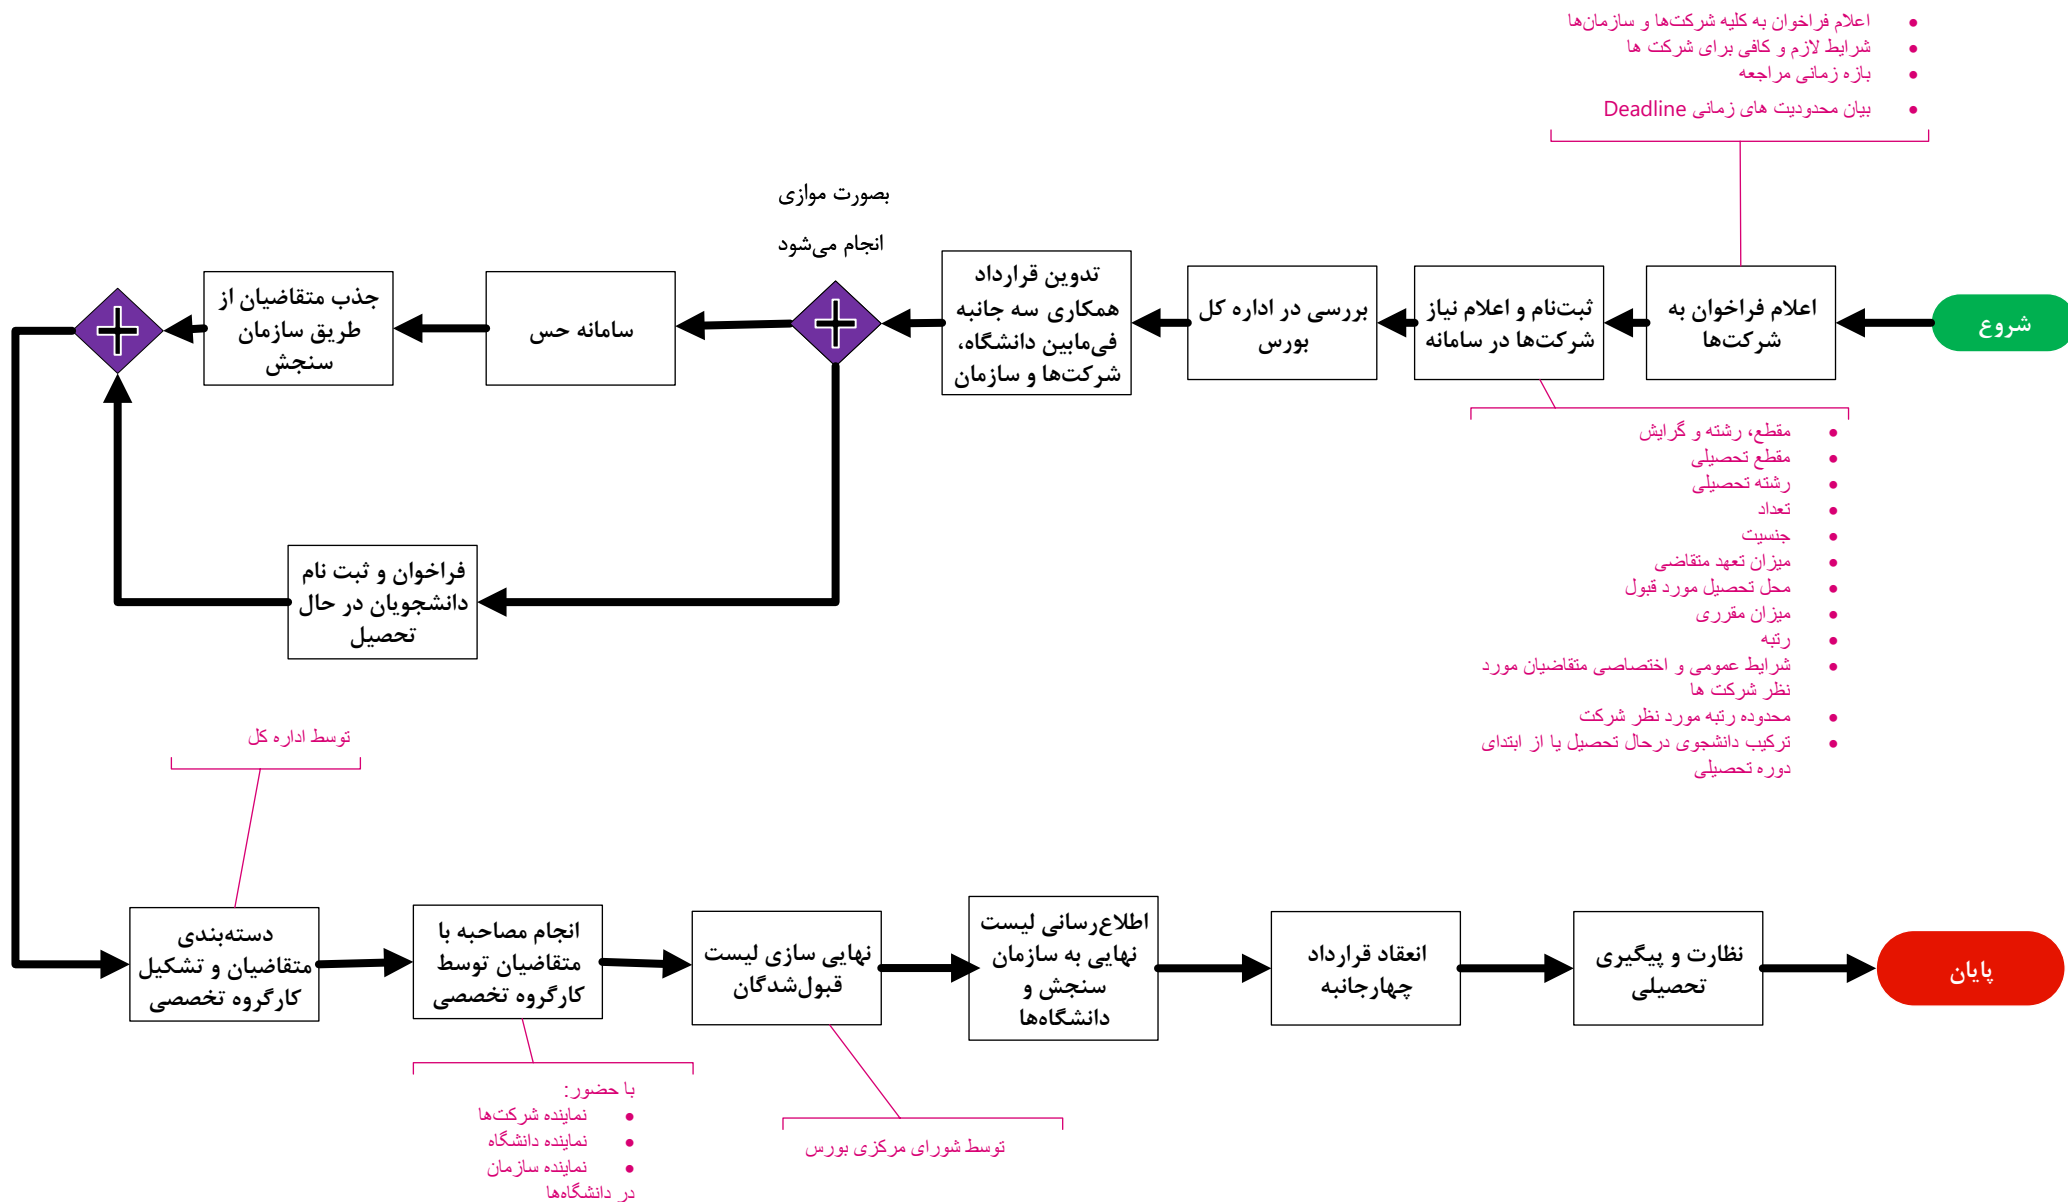 • اعلام فراخوان به کلیه شرکت‌ها و سازمان‌ها
• شرایط لازم و کافی برای شرکت ها
• بازه زمانی مراجعه
• بیان محدودیت های زمانی Deadline
شروع
اعلام فراخوان به
شرکت‌ها
ثبت‌نام و اعلام نیاز
شرکت‌ها در سامانه
بررسی در اداره کل
بورس
تدوین قرارداد
همکاری سه جانبه
فی‌مابین دانشگاه،
شرکت‌ها و سازمان
بصورت موازی
انجام می‌شود
سامانه حس
جذب متقاضیان از
طریق سازمان
سنجش
• مقطع، رشته و گرایش
• مقطع تحصیلی
• رشته تحصیلی
• تعداد
• جنسیت
• میزان تعهد متقاضی
• محل تحصیل مورد قبول
• میزان مقرری
• رتبه
• شرایط عمومی و اختصاصی متقاضیان مورد
نظر شرکت ها
• محدوده رتبه مورد نظر شرکت
• ترکیب دانشجوی درحال تحصیل یا از ابتدای
دوره تحصیلی
فراخوان و ثبت نام
دانشجویان در حال
تحصیل
توسط اداره کل
دسته‌بندی
متقاضیان و تشکیل
کارگروه تخصصی
انجام مصاحبه با
متقاضیان توسط
کارگروه تخصصی
نهایی سازی لیست
قبول‌شدگان
اطلاع‌رسانی لیست
نهایی به سازمان
سنجش و
دانشگاه‌ها
انعقاد قرارداد
چهارجانبه
نظارت و پیگیری
تحصیلی
پایان
با حضور:
• نماینده شرکت‌ها
• نماینده دانشگاه
• نماینده سازمان
در دانشگاه‌ها
توسط شورای مرکزی بورس